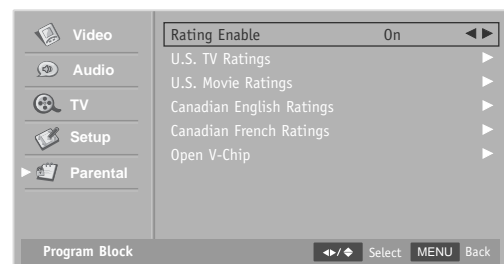 Video
Audio
TV
Setup
Parental
Rating Enable On
U.S. TV Ratings
U.S. Movie Ratings
Canadian English Ratings
Canadian French Ratings
Open V-Chip
Program Block Select MENU Back